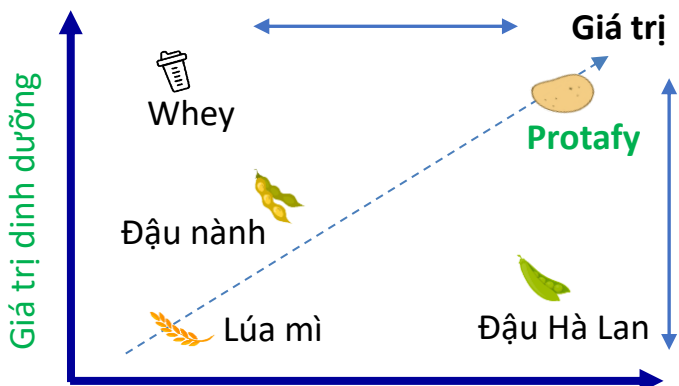 Giá trị
Whey
Protafy
Đậu nành
Lúa mì
Đậu Hà Lan
Giá trị dinh dưỡng